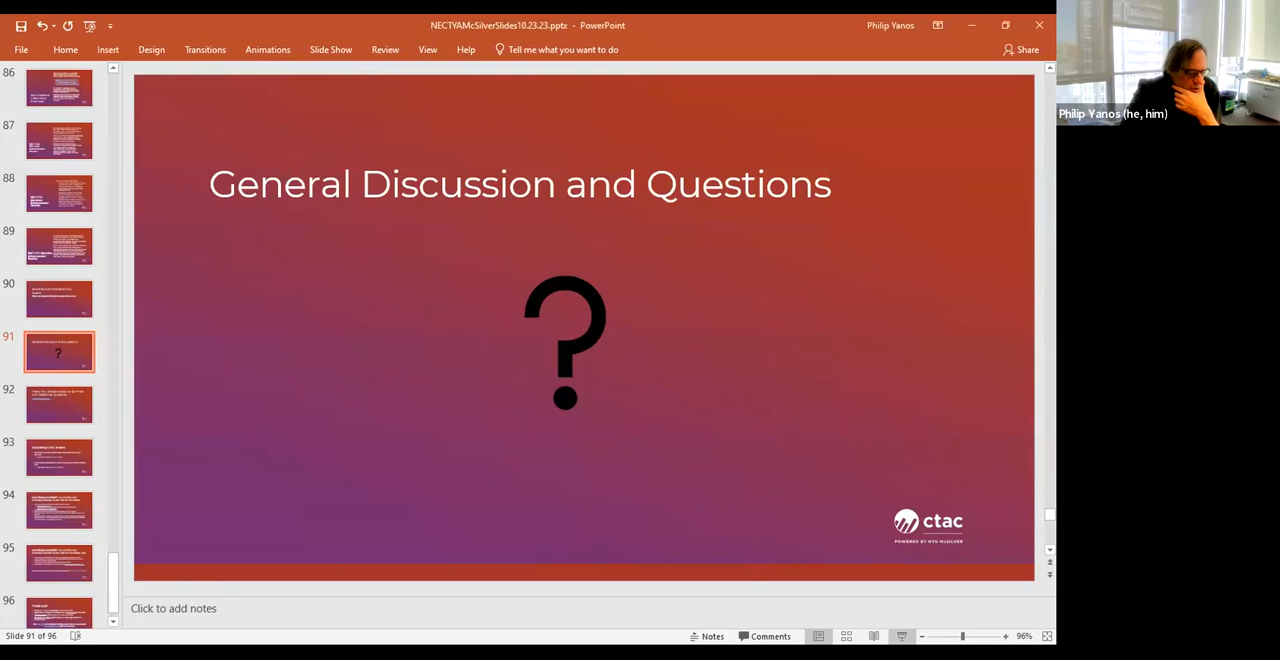 NECTYAMcSilverSlides10.23.23.pptx - PowerPoint
Philip Yanos
File Home Insert Design Transitions Animations Slide Show Review View Help Tell me what you want to do Share
Philip Yanos (he, him)
86
87
88
89
90
91
92
93
94
95
96
General Discussion and Questions
?
ctac
POWERED BY NYU MCSILVER
Click to add notes
Slide 91 of 96
Notes Comments 96%